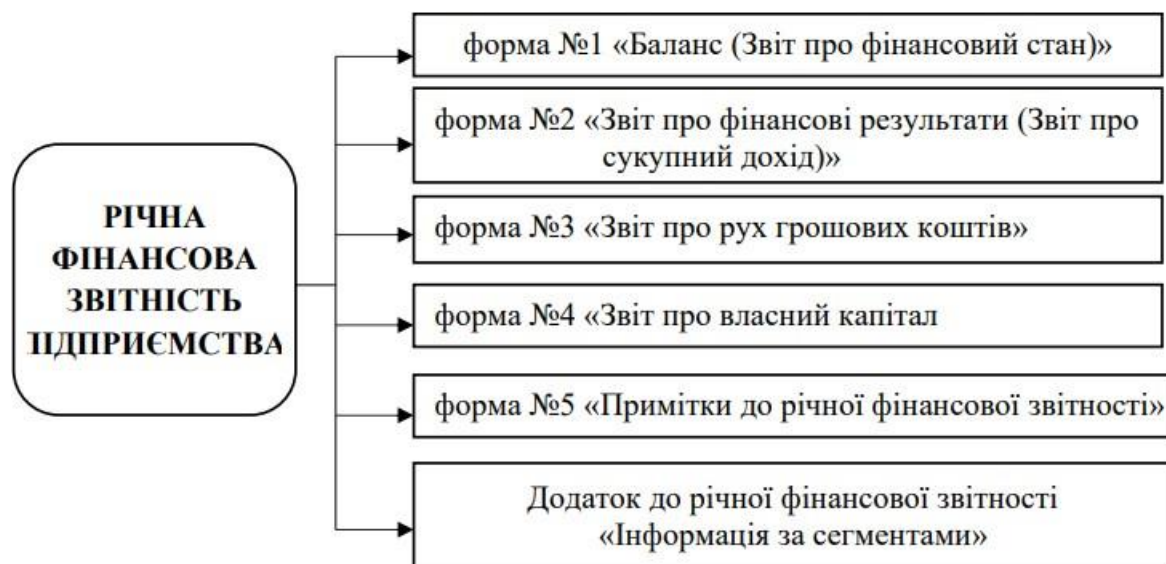 РІЧНА
ФІНАНСОВА
ЗВІТНІСТЬ
ПІДПРИЄМСТВА
форма №1 «Баланс (Звіт про фінансовий стан)»
форма №2 «Звіт про фінансові результати (Звіт про
сукупний дохід)»
форма №3 «Звіт про рух грошових коштів»
форма №4 «Звіт про власний капітал
форма №5 «Примітки до річної фінансової звітності»
Додаток до річної фінансової звітності
«Інформація за сегментами»